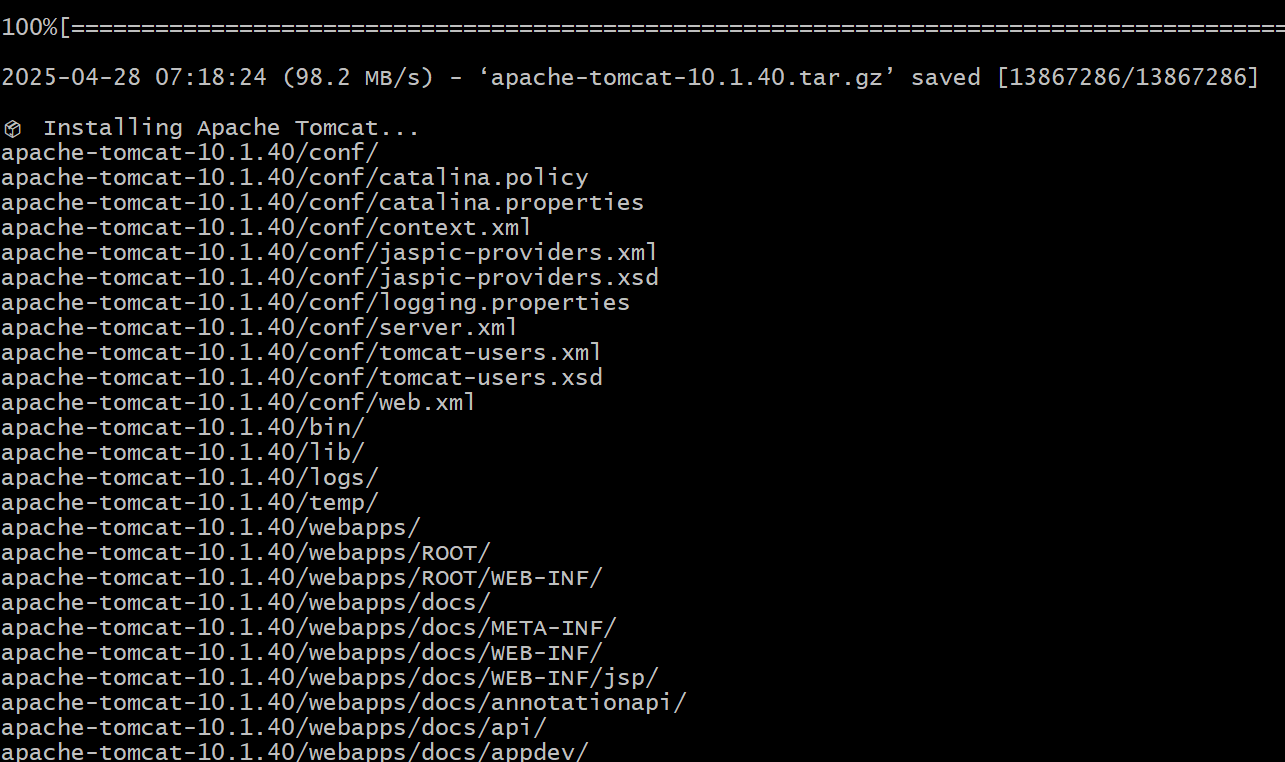 100%[======================================================================================
2025-04-28 07:18:24 (98.2 MB/s) - ‘apache-tomcat-10.1.40.tar.gz’ saved [13867286/13867286]
📦 Installing Apache Tomcat...
apache-tomcat-10.1.40/conf/
apache-tomcat-10.1.40/conf/catalina.policy
apache-tomcat-10.1.40/conf/catalina.properties
apache-tomcat-10.1.40/conf/context.xml
apache-tomcat-10.1.40/conf/jaspic-providers.xml
apache-tomcat-10.1.40/conf/jaspic-providers.xsd
apache-tomcat-10.1.40/conf/logging.properties
apache-tomcat-10.1.40/conf/server.xml
apache-tomcat-10.1.40/conf/tomcat-users.xml
apache-tomcat-10.1.40/conf/tomcat-users.xsd
apache-tomcat-10.1.40/conf/web.xml
apache-tomcat-10.1.40/bin/
apache-tomcat-10.1.40/lib/
apache-tomcat-10.1.40/logs/
apache-tomcat-10.1.40/temp/
apache-tomcat-10.1.40/webapps/
apache-tomcat-10.1.40/webapps/ROOT/
apache-tomcat-10.1.40/webapps/ROOT/WEB-INF/
apache-tomcat-10.1.40/webapps/docs/
apache-tomcat-10.1.40/webapps/docs/META-INF/
apache-tomcat-10.1.40/webapps/docs/WEB-INF/
apache-tomcat-10.1.40/webapps/docs/WEB-INF/jsp/
apache-tomcat-10.1.40/webapps/docs/annotationapi/
apache-tomcat-10.1.40/webapps/docs/api/
apache-tomcat-10.1.40/webapps/docs/appdev/